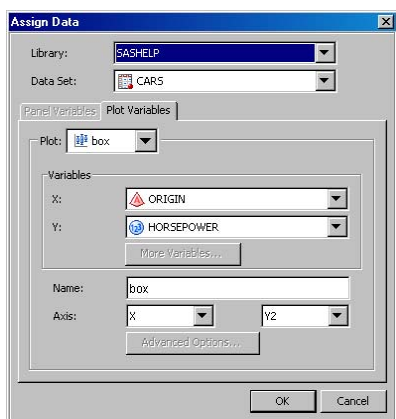 Assign Data
Library: SASHELP
Data Set: CARS
Panel Variables Plot Variables
Plot: box
Variables
X: ORIGIN
Y: 123 HORSEPOWER
More Variables...
Name: box
Axis: X Y2
Advanced Options...
OK Cancel